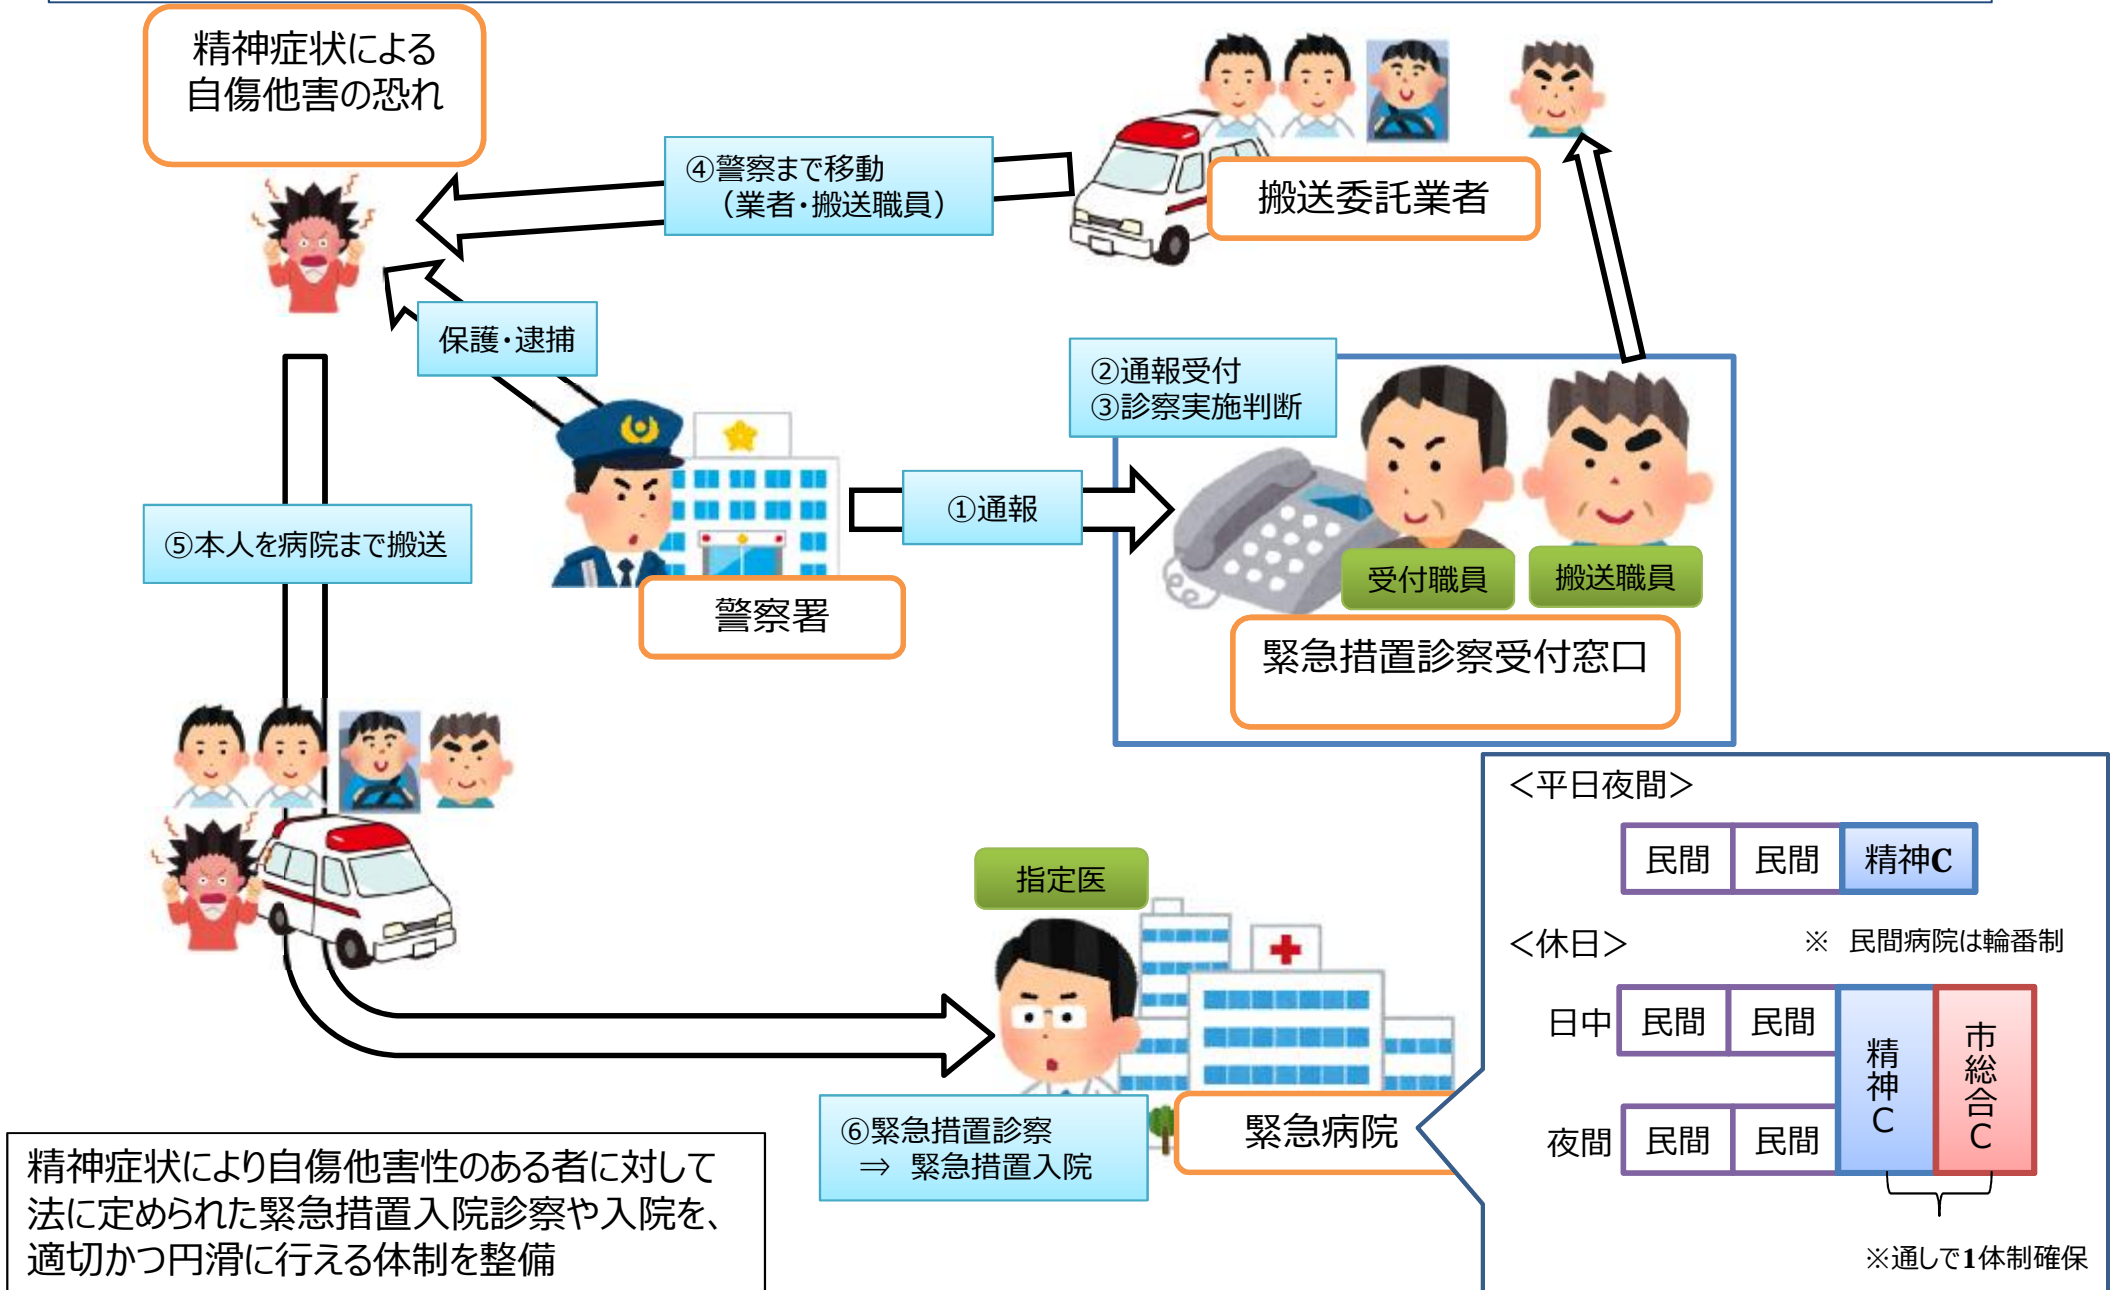 精神症状による
自傷他害の恐れ
④警察まで移動
（業者・搬送職員）
搬送委託業者
保護・逮捕
②通報受付
③診察実施判断
①通報
受付職員
搬送職員
警察署
緊急措置診察受付窓口
⑤本人を病院まで搬送
指定医
⑥緊急措置診察
⇒ 緊急措置入院
緊急病院
＜平日夜間＞
民間 民間 精神C
＜休日＞
※ 民間病院は輪番制
日中 民間 民間
精神C
市総合C
夜間 民間 民間
※通しで1体制確保
精神症状により自傷他害性のある者に対して
法に定められた緊急措置入院診察や入院を、
適切かつ円滑に行える体制を整備